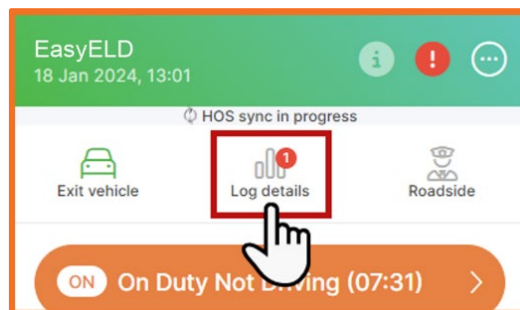 EasyELD
18 Jan 2024, 13:01
i ! ...
HOS sync in progress
1
Exit vehicle Log details Roadside
ON On Duty Not Driving (07:31) >